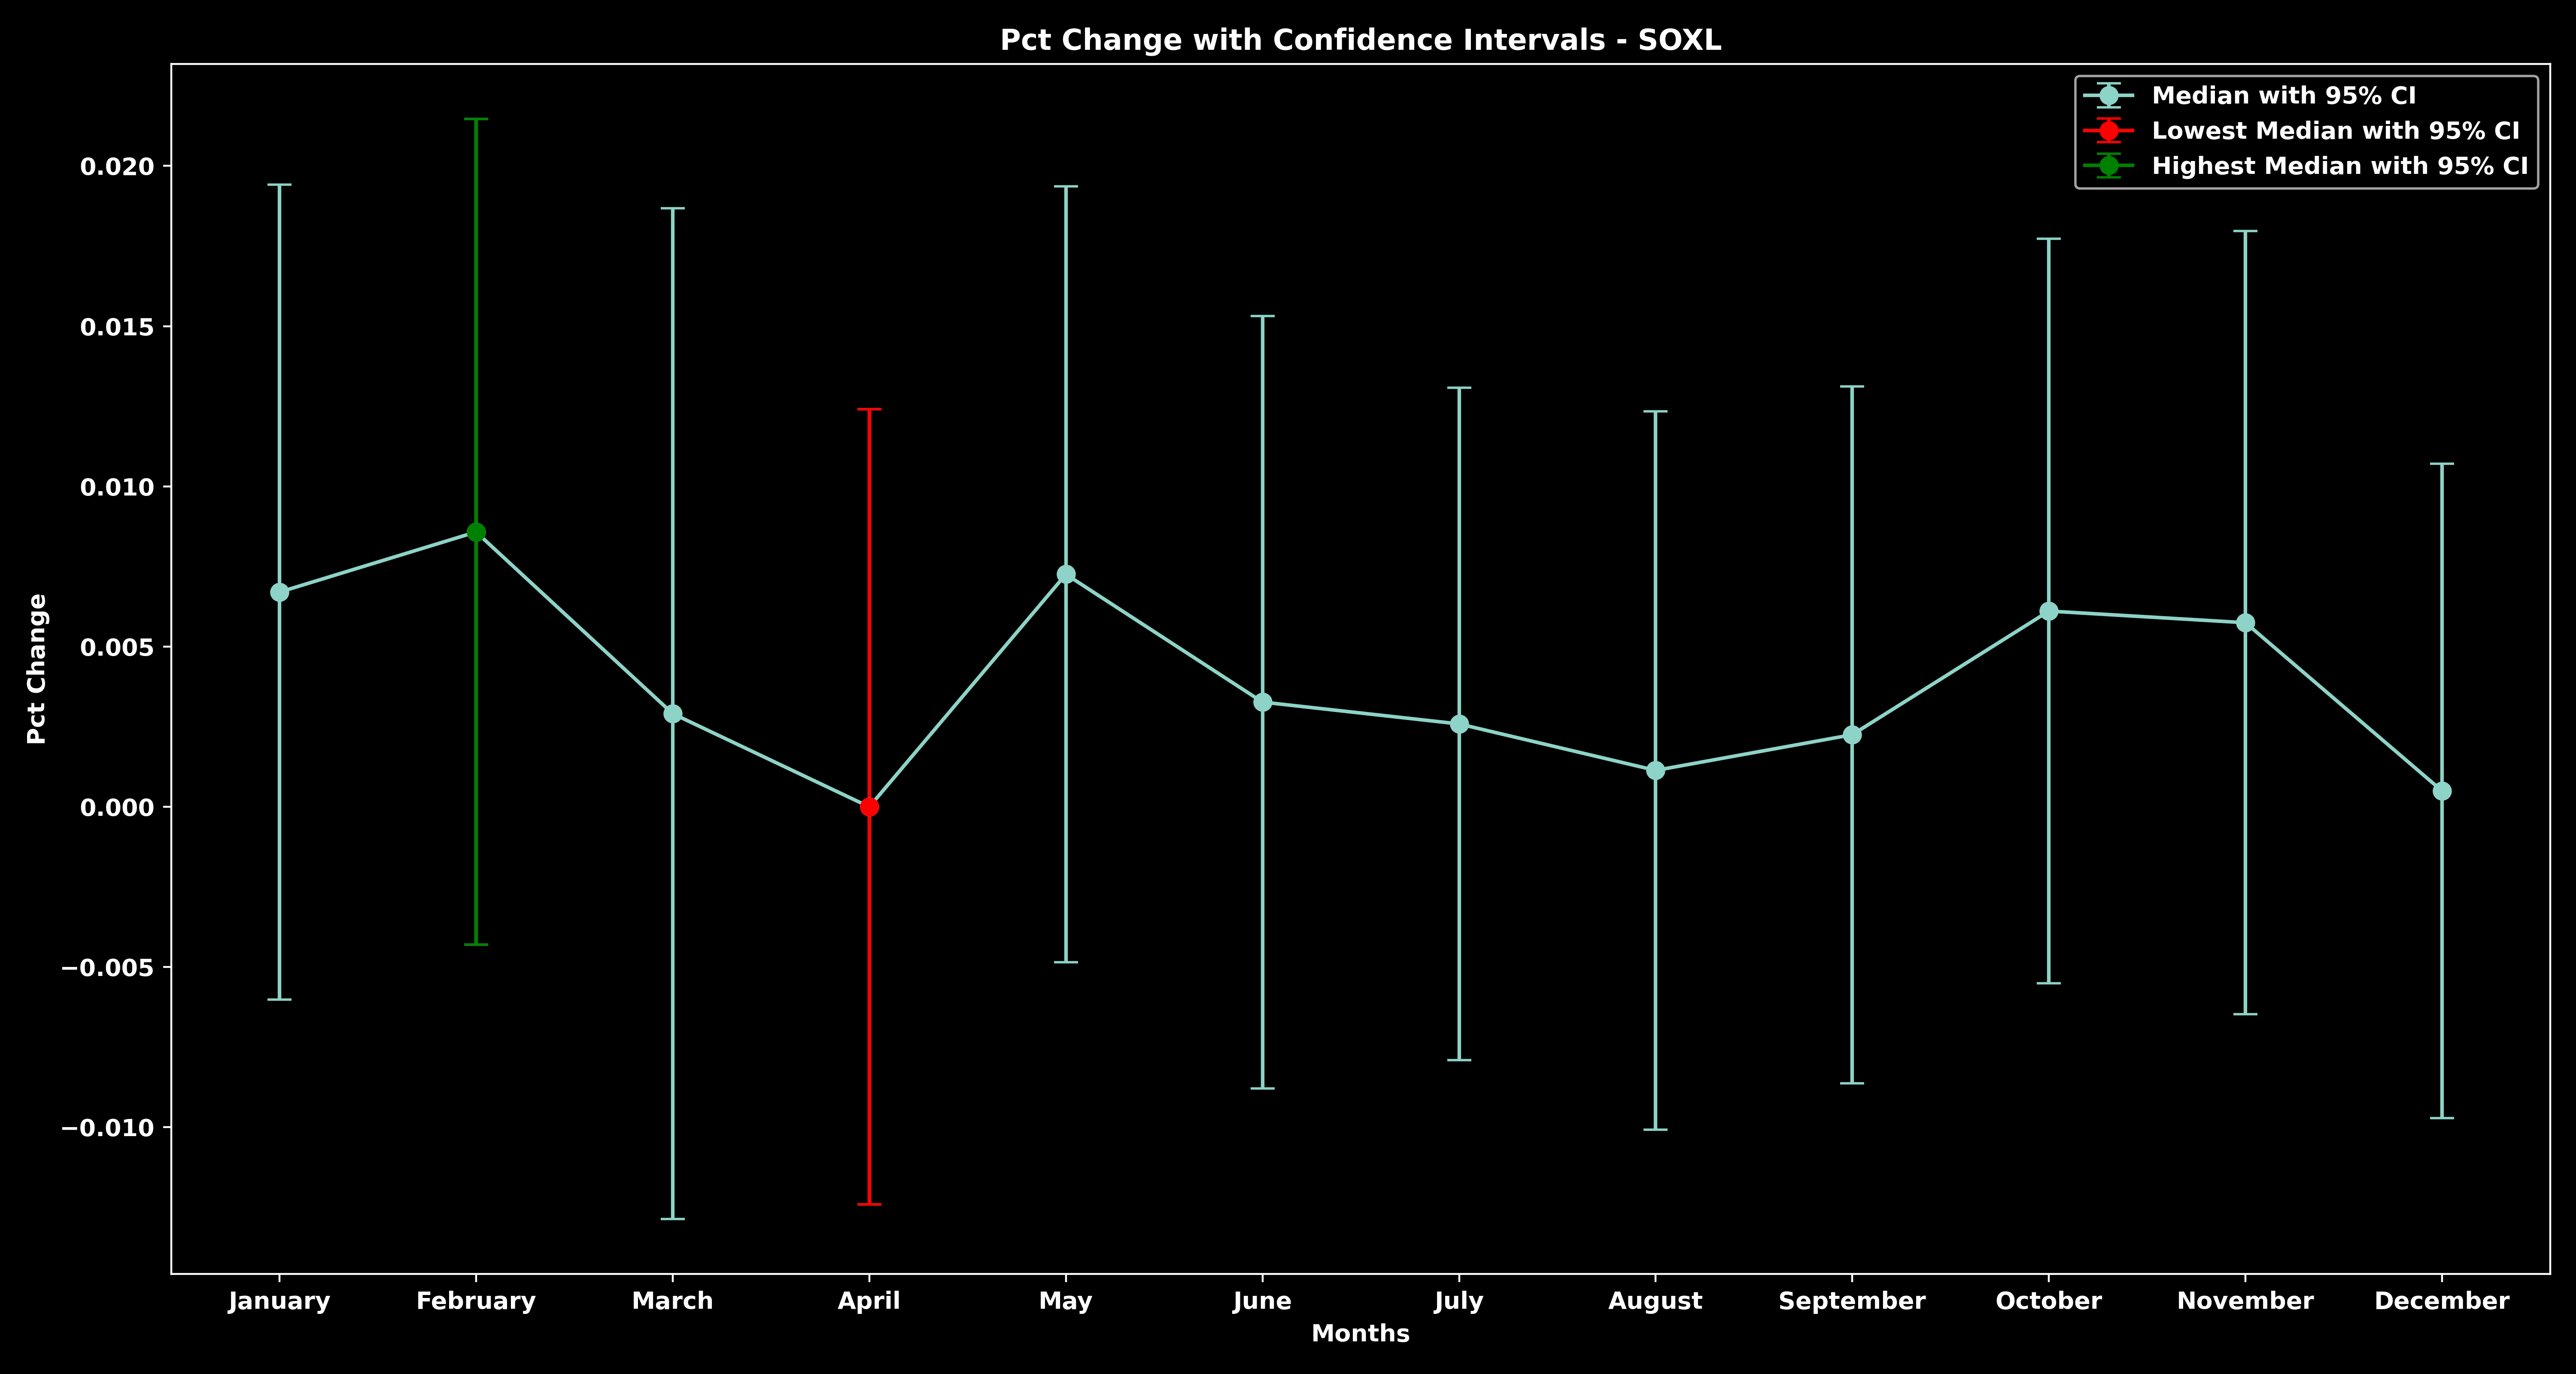 Pct Change with Confidence Intervals - SOXL
Median with 95% CI
Lowest Median with 95% CI
Highest Median with 95% CI
0.020
0.015
0.010
0.005
0.000
−0.005
−0.010
Pct Change
January February March April May June July August September October November December
Months